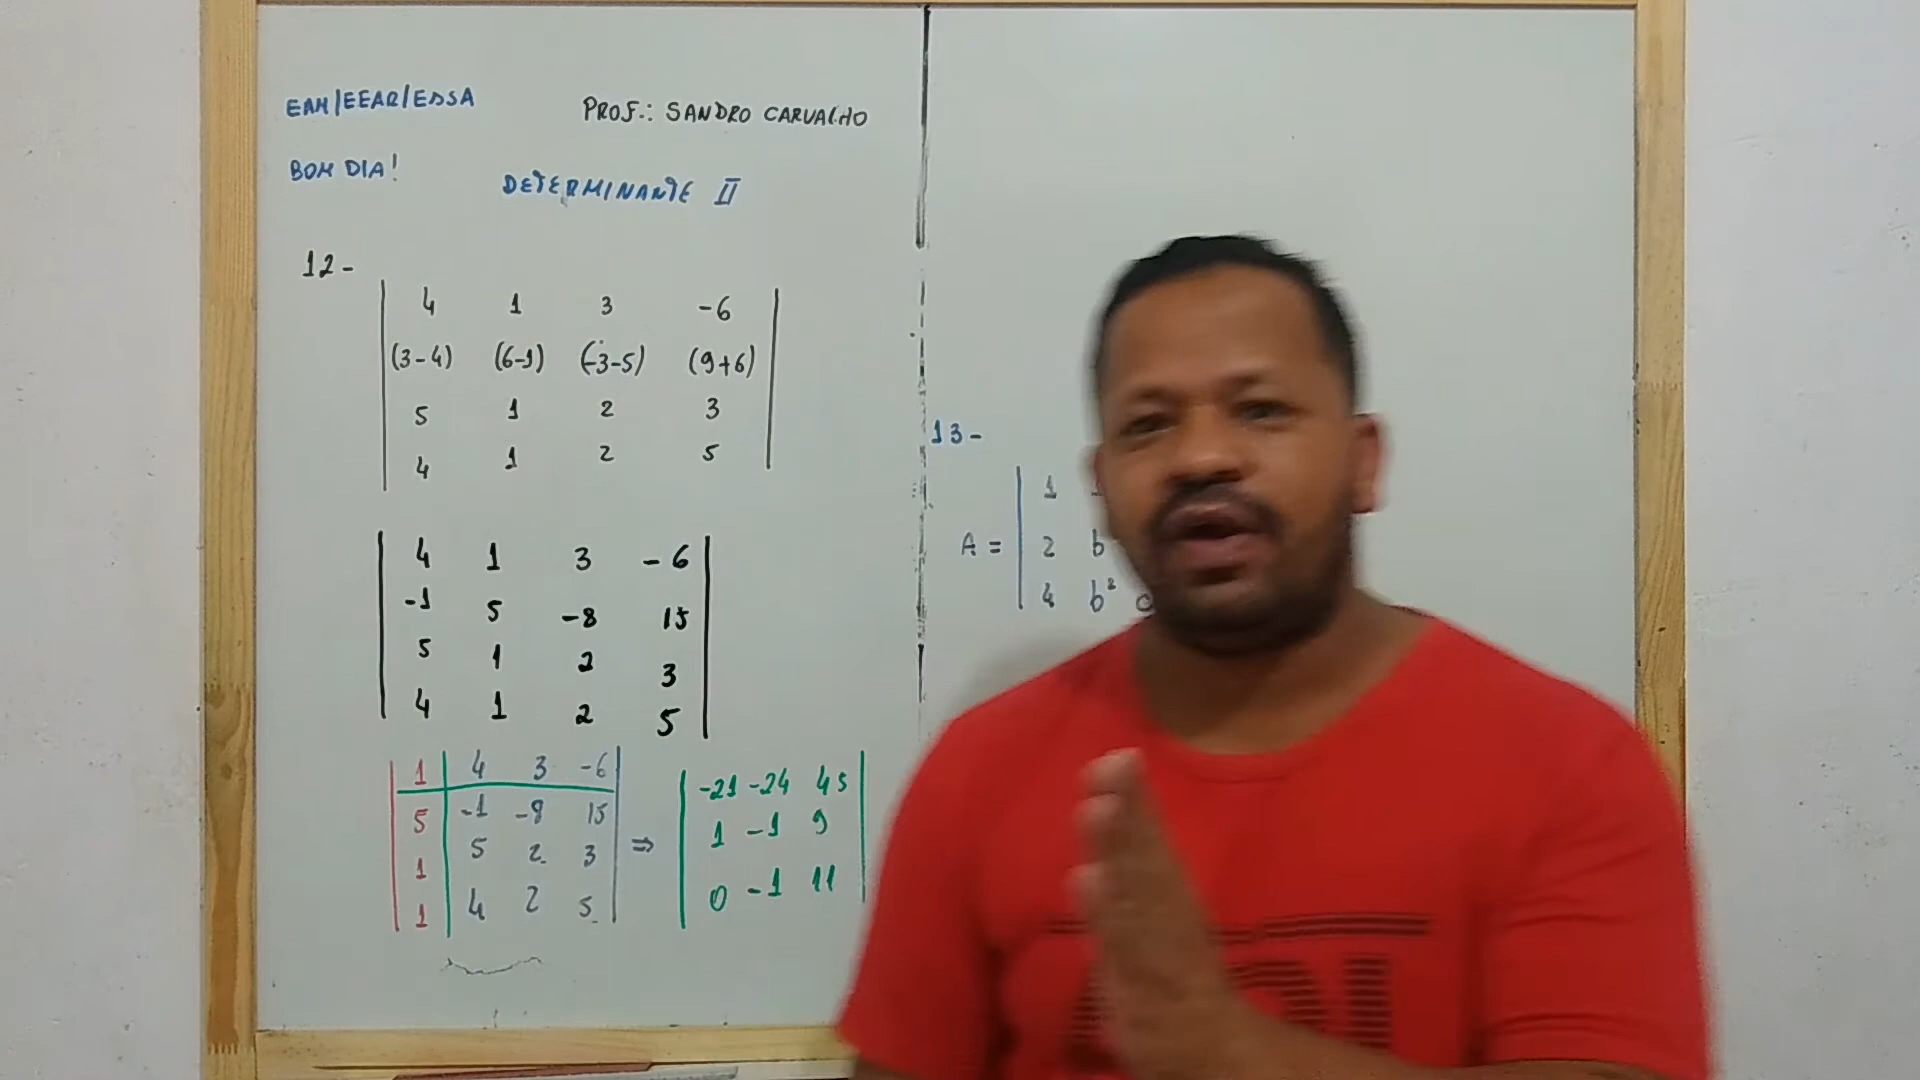 EAM/EEAR/ESSA
PROF.: SANDRO CARVALHO
BOM DIA!
DETERMINANTE II
12-
4 1 3 -6
(3-4) (6-1) (-3-5) (9+6)
5 1 2 3
4 1 2 5
4 1 3 -6
-1 5 -8 15
5 1 2 3
4 1 2 5
1 4 3 -6
5 -1 -8 15
1 5 2 3
1 4 2 5
⇒
-21 -24 45
1 -1 9
0 -1 11
13-
1 1
A = 2 b
4 b²